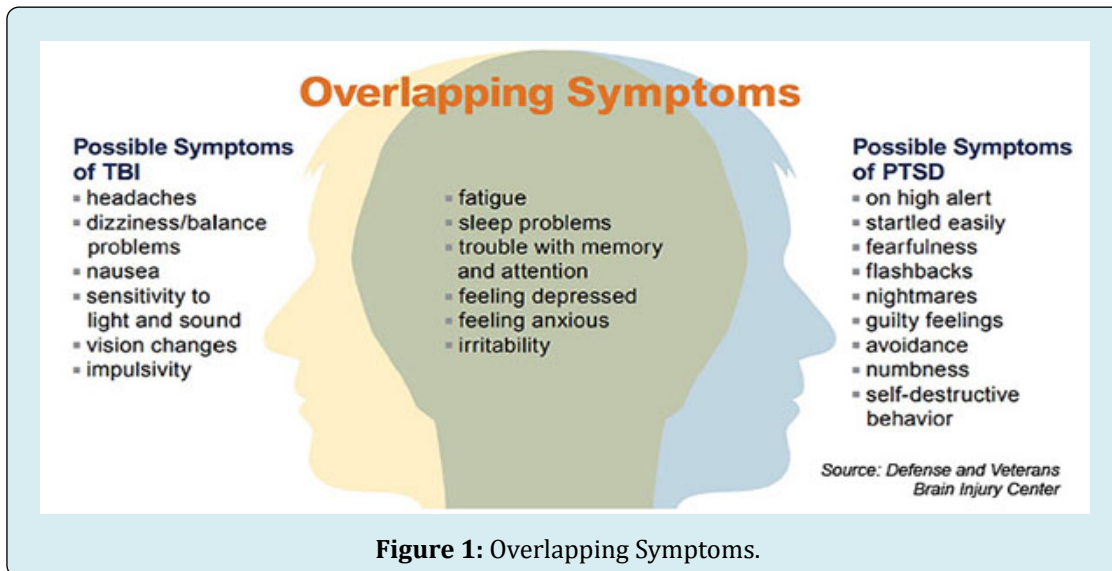 Overlapping Symptoms
Possible Symptoms
of TBI
▪ headaches
▪ dizziness/balance
problems
▪ nausea
▪ sensitivity to
light and sound
▪ vision changes
▪ impulsivity
▪ fatigue
▪ sleep problems
▪ trouble with memory
and attention
▪ feeling depressed
▪ feeling anxious
▪ irritability
Possible Symptoms
of PTSD
▪ on high alert
▪ startled easily
▪ fearfulness
▪ flashbacks
▪ nightmares
▪ guilty feelings
▪ avoidance
▪ numbness
▪ self-destructive
behavior
Source: Defense and Veterans
Brain Injury Center
Figure 1: Overlapping Symptoms.